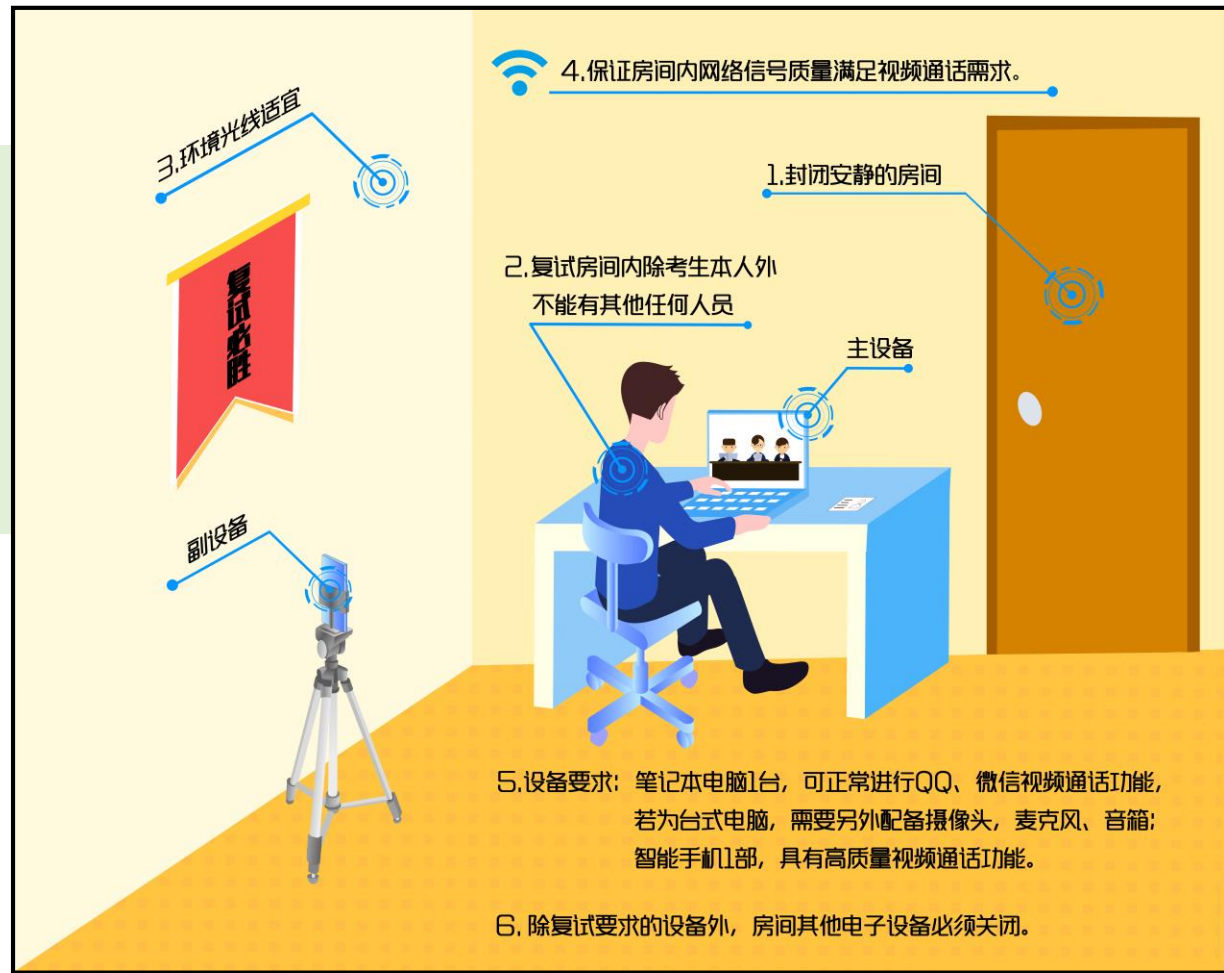 4.保证房间内网络信号质量满足视频通话需求。
3.环境光线适宜
1.封闭安静的房间
复试必胜
2.复试房间内除考生本人外
不能有其他任何人员
主设备
副设备
5.设备要求：笔记本电脑1台，可正常进行QQ、微信视频通话功能，
若为台式电脑，需要另外配备摄像头，麦克风、音箱；
智能手机1部，具有高质量视频通话功能。
6.除复试要求的设备外，房间其他电子设备必须关闭。